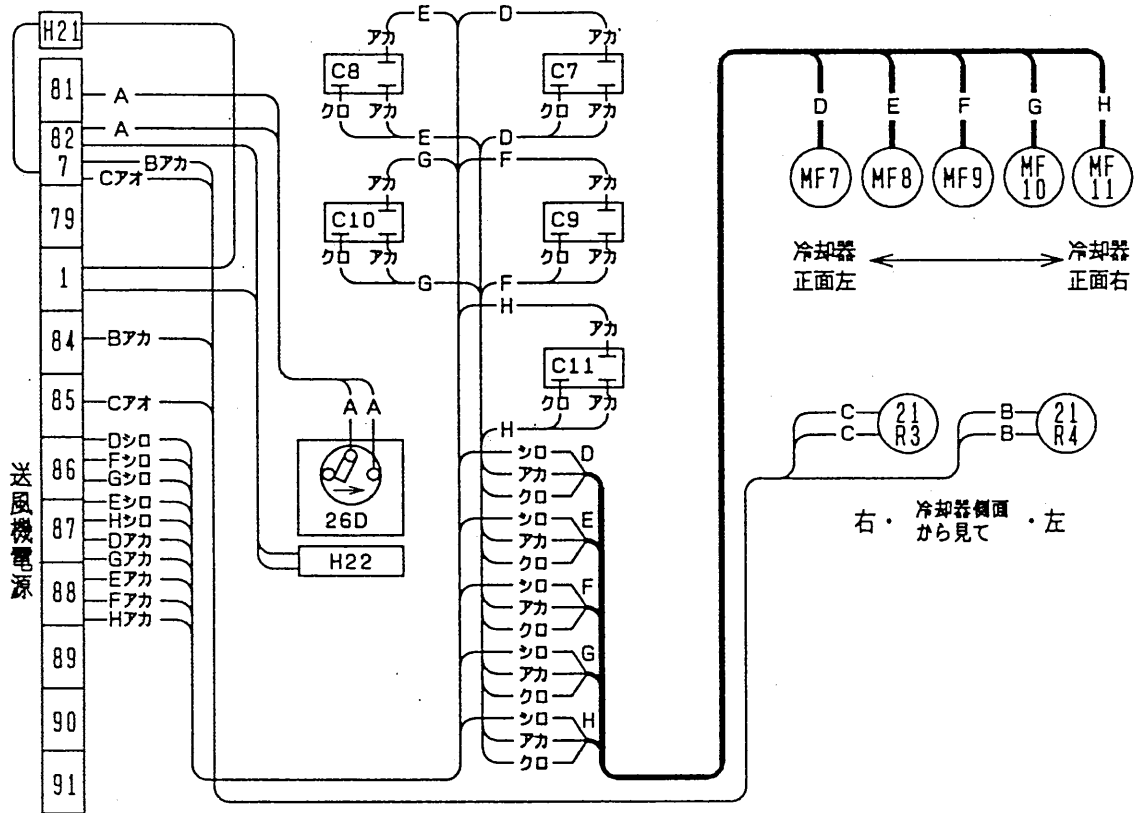 H21
81
82
7
79
1
84
85
86
87
88
89
90
91
送風機電源
A
A
Bアカ
Cアオ
Bアカ
Cアオ
Dシロ
Fシロ
Gシロ
Eシロ
Hシロ
Dアカ
Gアカ
Eアカ
Fアカ
Hアカ
A A
26D
H22
E D
アカ アカ
C8 C7
クロ アカ クロ アカ
E D
G F
アカ アカ
C10 C9
クロ アカ クロ アカ
G F
H
アカ
C11
クロ アカ
H
シロ D
アカ
クロ
シロ E
アカ
クロ
シロ F
アカ
クロ
シロ G
アカ
クロ
シロ H
アカ
クロ
D E F G H
MF7 MF8 MF9 MF10 MF11
冷却器 冷却器
正面左 正面右
C
C
21
R3
B
B
21
R4
右・ 冷却器側面 ・左
から見て